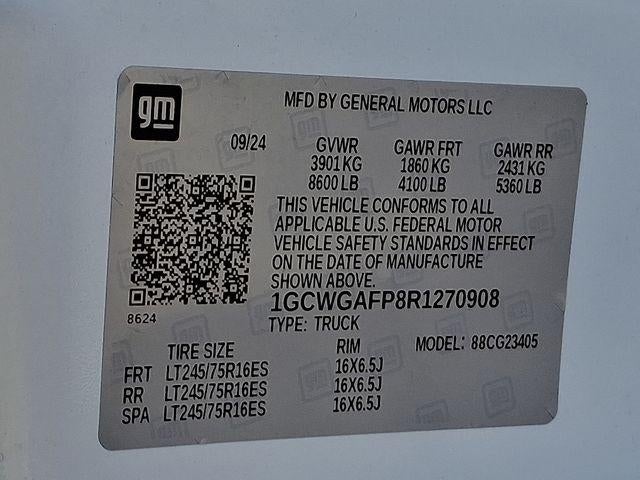 gm
MFD BY GENERAL MOTORS LLC
09/24 GVWR GAWR FRT GAWR RR
3901 KG 1860 KG 2431 KG
8600 LB 4100 LB 5360 LB
THIS VEHICLE CONFORMS TO ALL
APPLICABLE U.S. FEDERAL MOTOR
VEHICLE SAFETY STANDARDS IN EFFECT
ON THE DATE OF MANUFACTURE
SHOWN ABOVE.
1GCWGAFP8R1270908
8624
TYPE: TRUCK
TIRE SIZE RIM MODEL: 88CG23405
FRT LT245/75R16ES 16X6.5J
RR LT245/75R16ES 16X6.5J
SPA LT245/75R16ES 16X6.5J